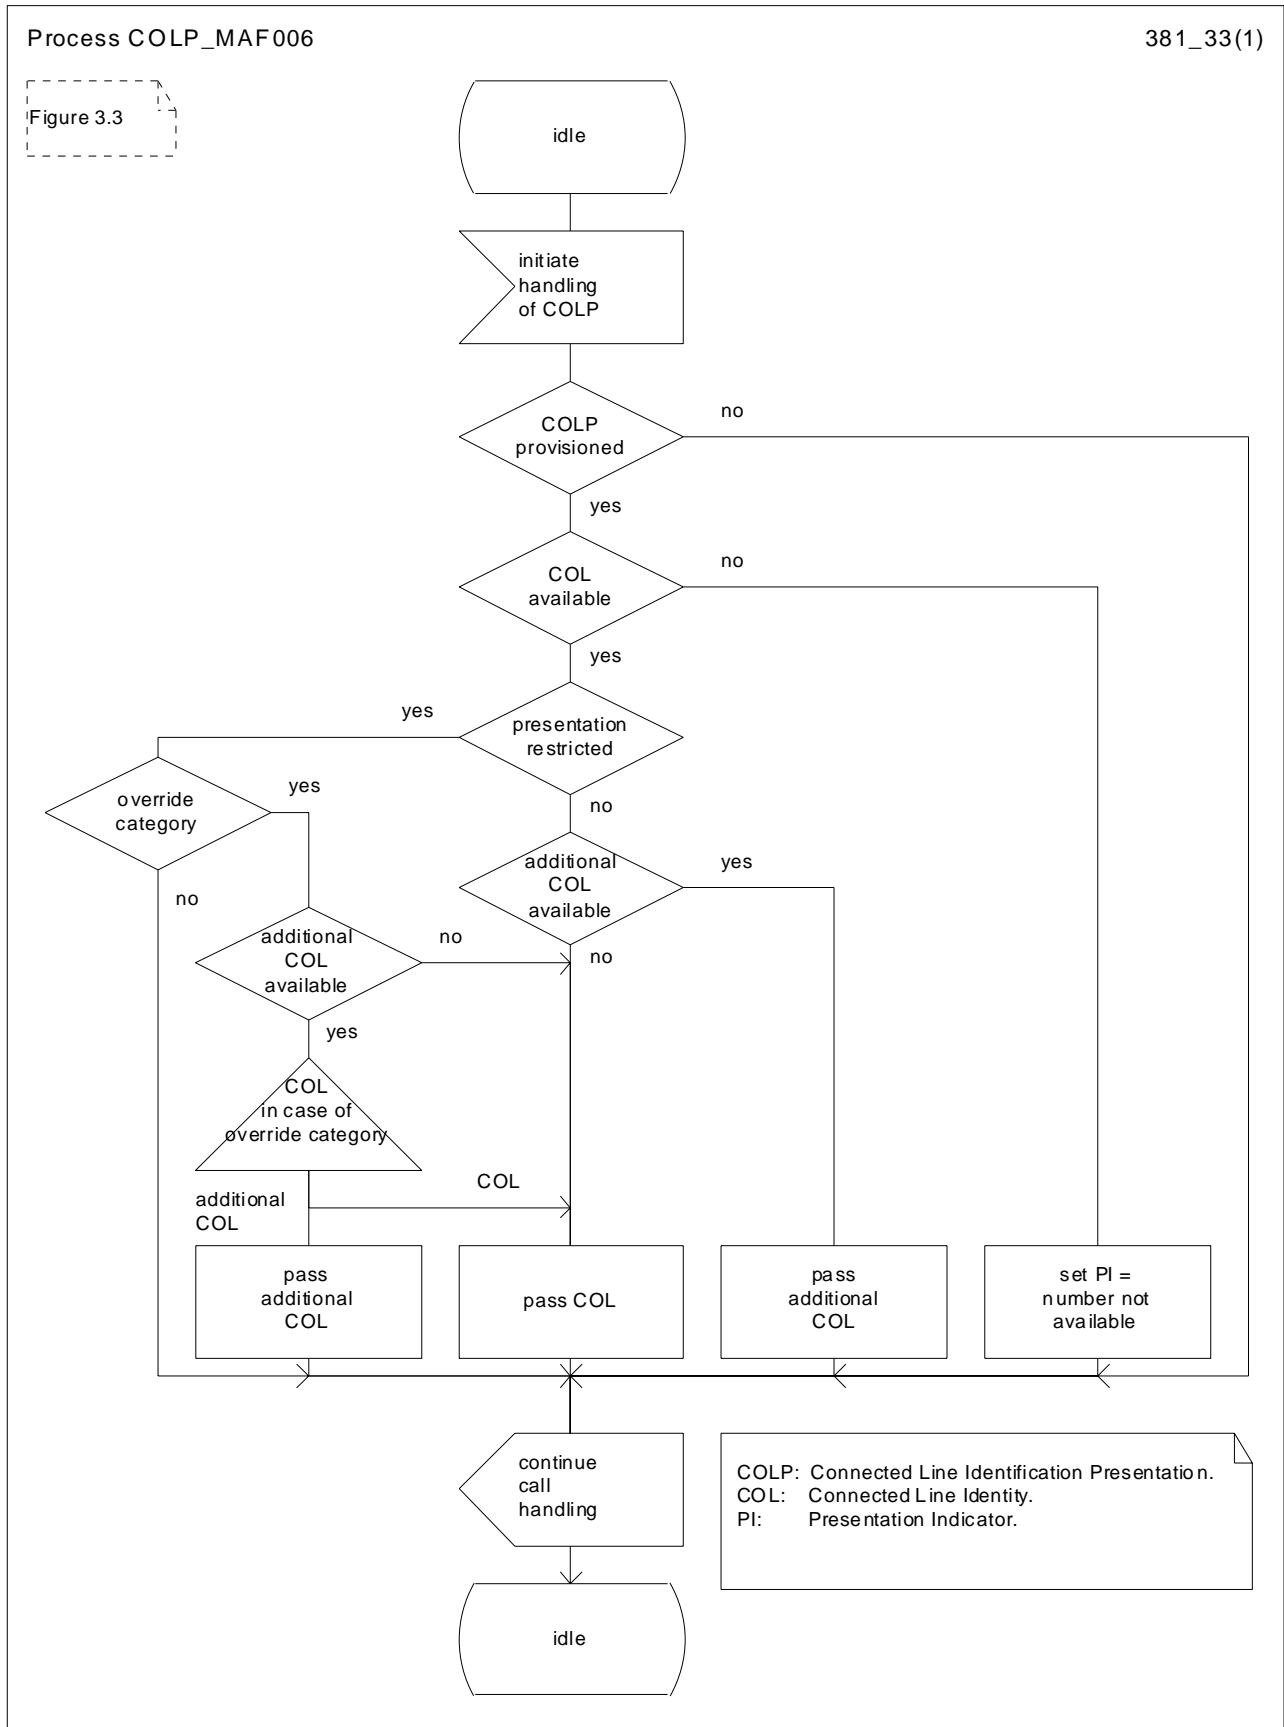 Process COLP_MAF006
381_33(1)
Figure 3.3
idle
initiate
handling
of COLP
COLP
provisioned
no
yes
COL
available
no
yes
presentation
restricted
yes
no
override
category
yes
no
additional
COL
available
yes
no
additional
COL
available
no
yes
COL
in case of
override category
COL
additional
COL
pass
additional
COL
pass COL
pass
additional
COL
set PI =
number not
available
continue
call
handling
COLP: Connected Line Identification Presentation.
COL: Connected Line Identity.
PI: Presentation Indicator.
idle